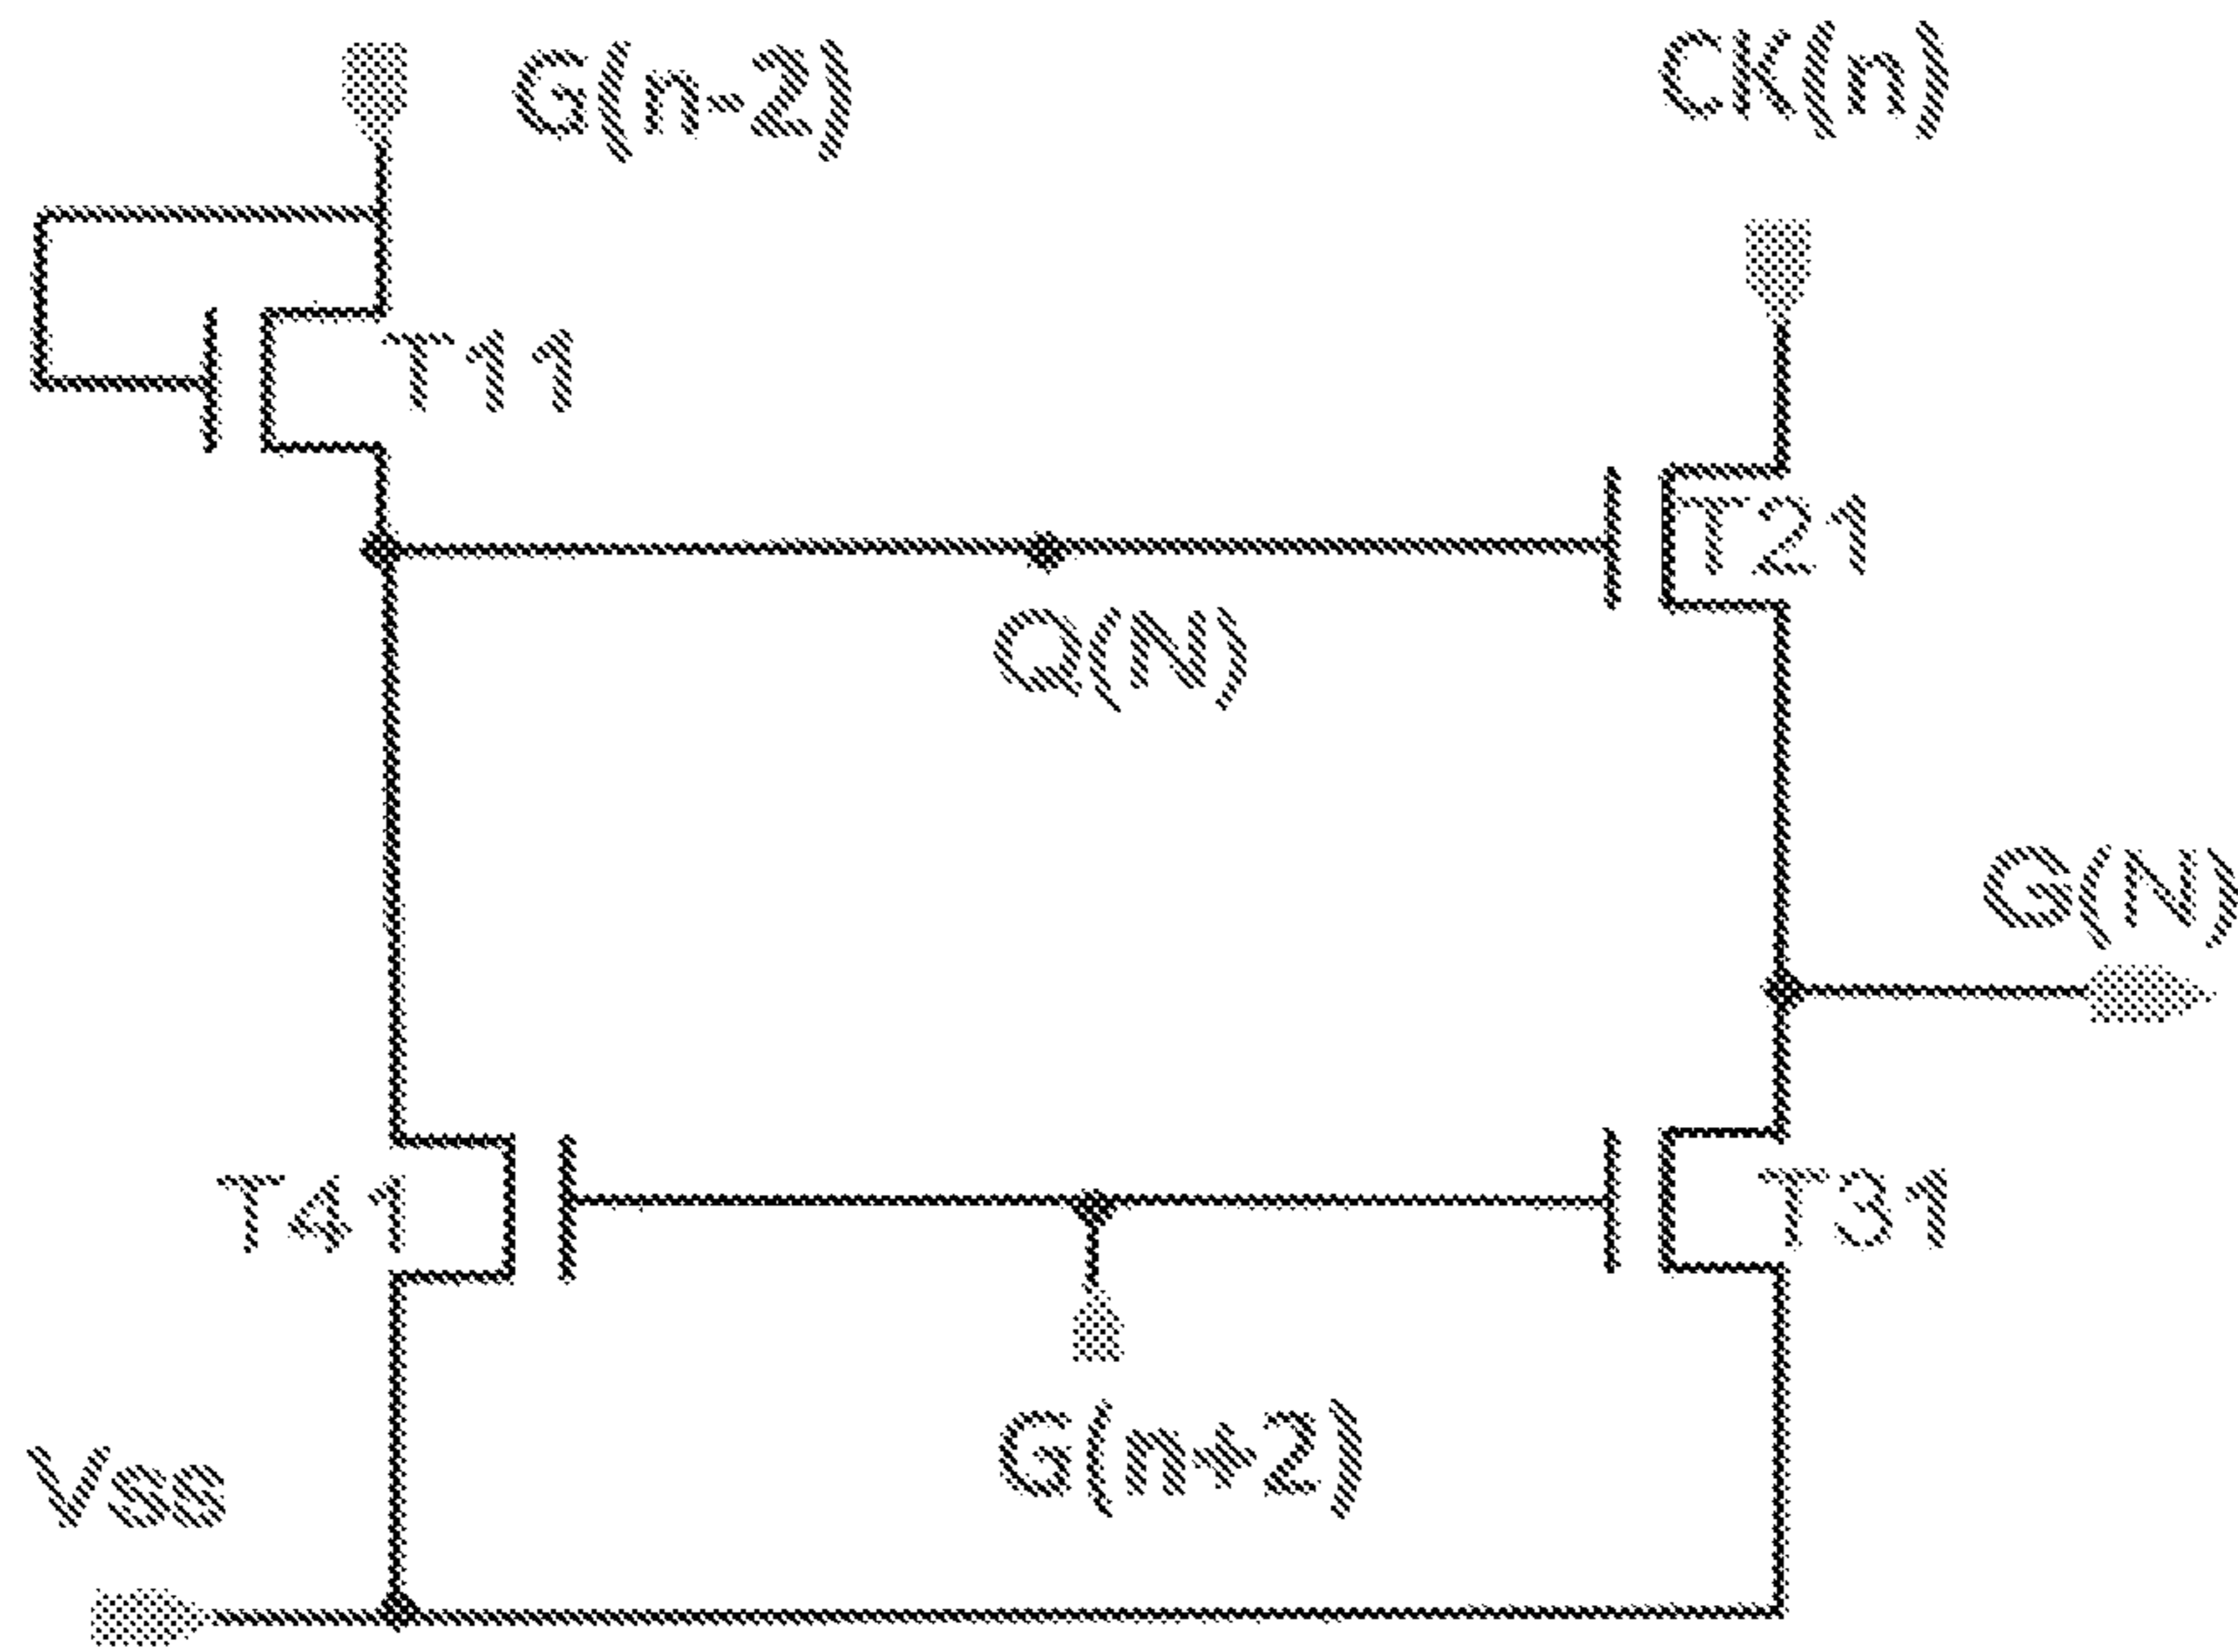 G(n-2)
CK(n)
T11
T21
Q(N)
G(N)
T41
T31
G(n+2)
Vss